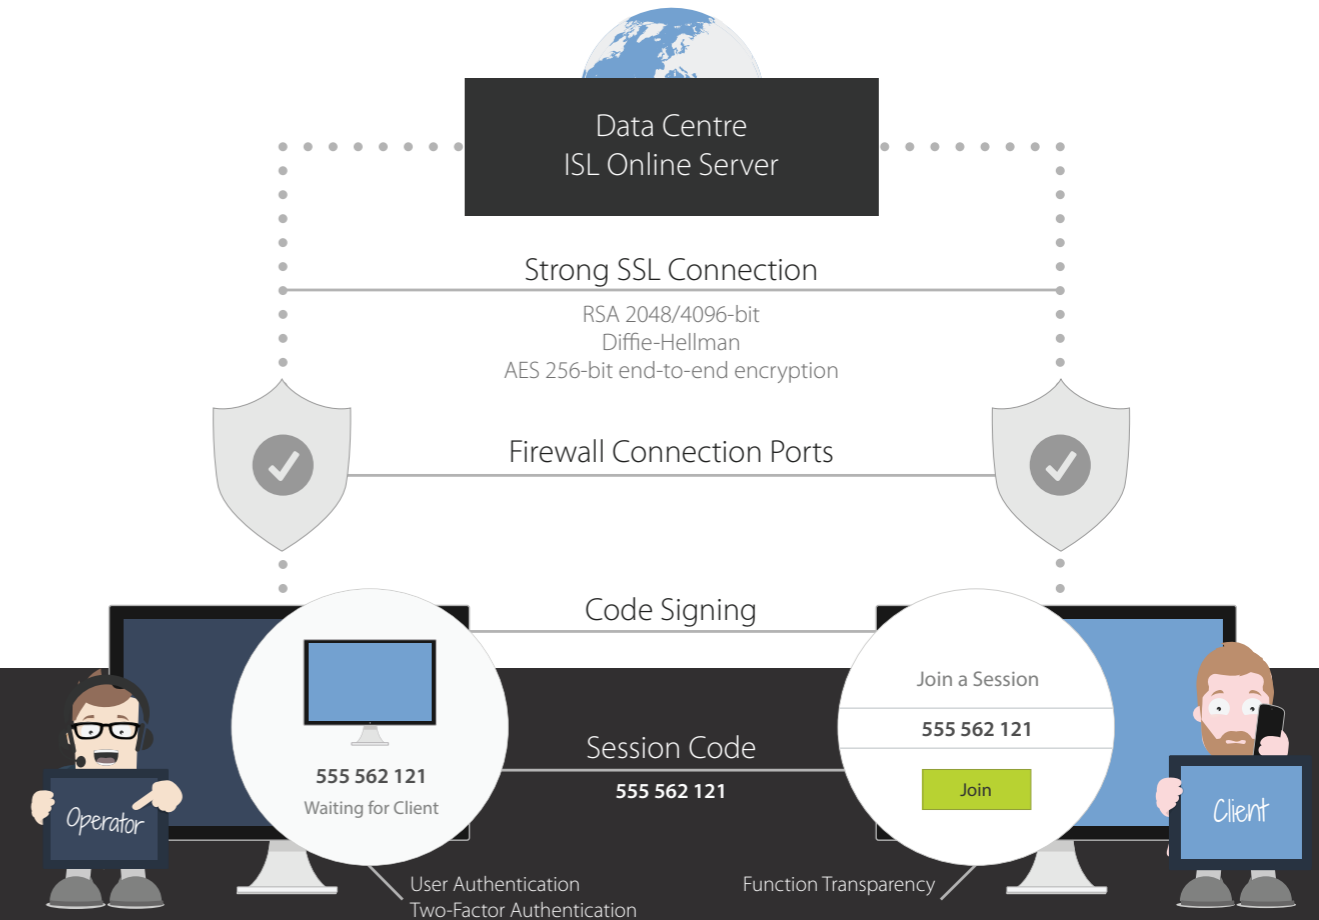 Data Centre
ISL Online Server
Strong SSL Connection
RSA 2048/4096-bit
Diffie-Hellman
AES 256-bit end-to-end encryption
Firewall Connection Ports
Code Signing
Join a Session
555 562 121
Join
Session Code
555 562 121
555 562 121
Waiting for Client
Operator
Client
User Authentication
Two-Factor Authentication
Function Transparency